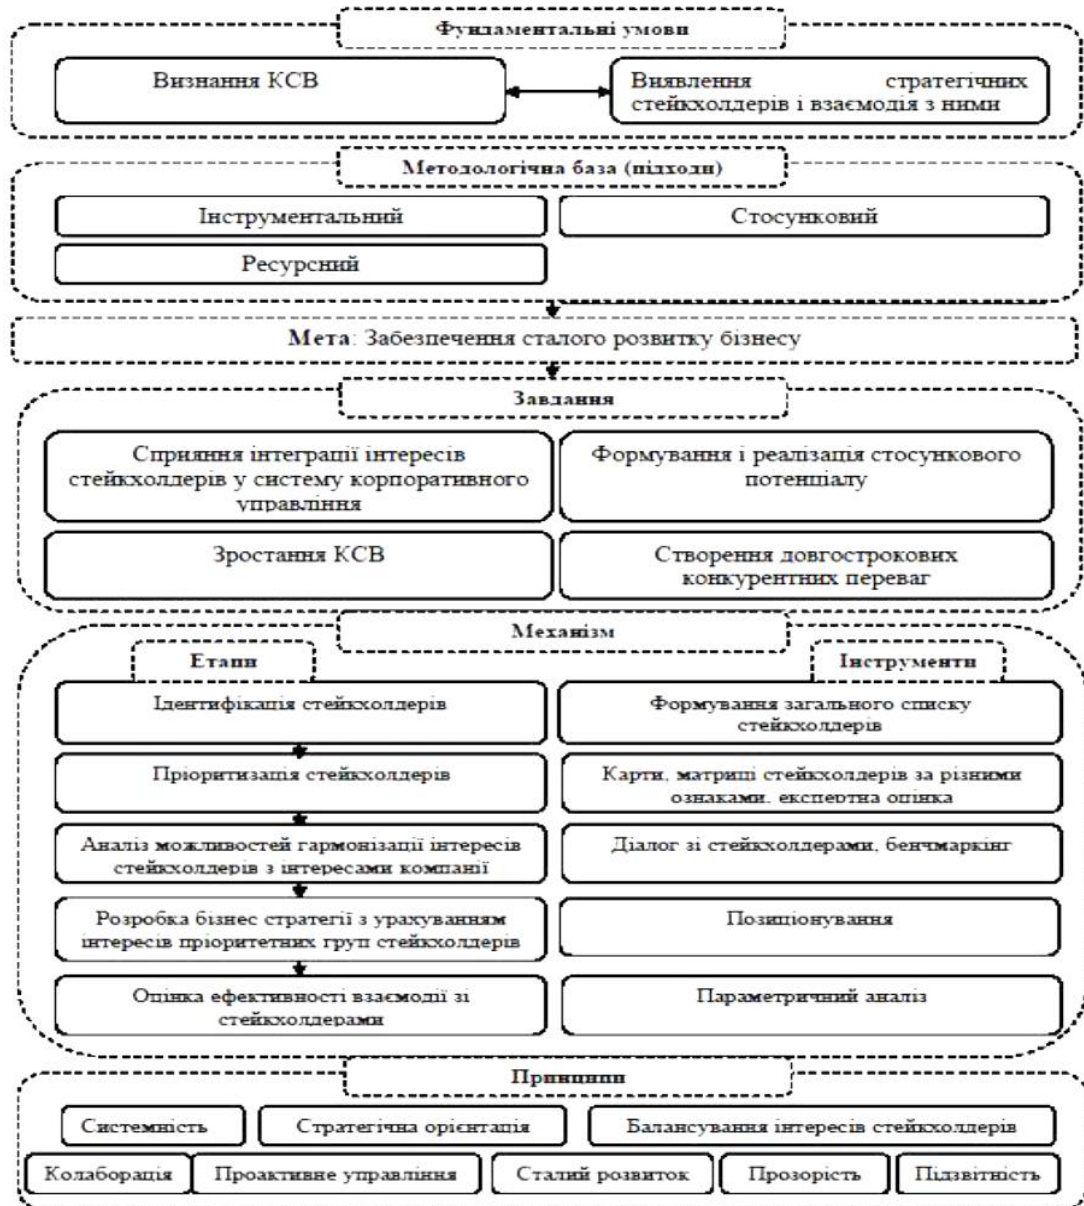 Фундаментальні умови
Визнання КСВ
Виявлення стратегічних
стейкхолдерів і взаємодія з ними
Методологічна база (підходи)
Інструментальний
Стосунковий
Ресурсний
Мета: Забезпечення сталого розвитку бізнесу
Завдання
Сприяння інтеграції інтересів
стейкхолдерів у систему корпоративного
управління
Формування і реалізація стосункового
потенціалу
Зростання КСВ
Створення довгострокових
конкурентних переваг
Механізм
Етапи
Інструменти
Ідентифікація стейкхолдерів
Формування загального списку
стейкхолдерів
Пріоритизація стейкхолдерів
Карти, матриці стейкхолдерів за різними
ознаками, експертна оцінка
Аналіз можливостей гармонізації інтересів
стейкхолдерів з інтересами компанії
Діалог зі стейкхолдерами, бенчмаркінг
Розробка бізнес стратегії з урахуванням
інтересів пріоритетних груп стейкхолдерів
Позиціонування
Оцінка ефективності взаємодії зі
стейкхолдерами
Параметричний аналіз
Принципи
Системність
Стратегічна орієнтація
Балансування інтересів стейкхолдерів
Колаборація
Проактивне управління
Сталий розвиток
Прозорість
Підзвітність